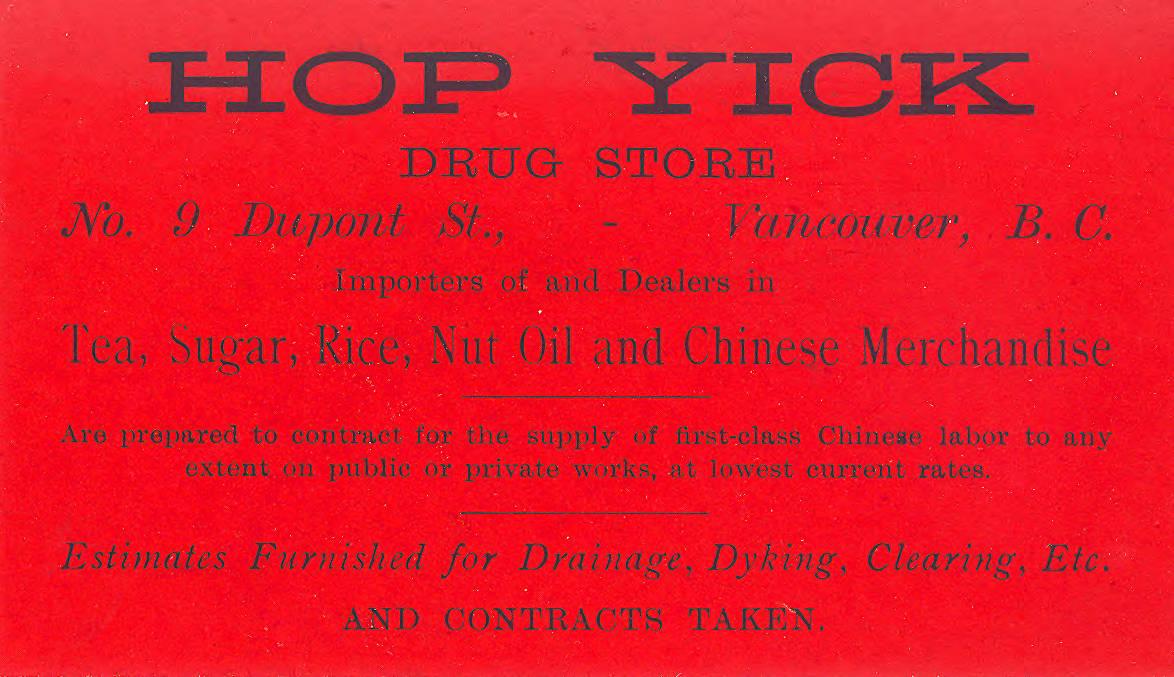 HOP YICK
DRUG STORE
No. 9 Dupont St., - Vancouver, B. C.
Importers of and Dealers in
Tea, Sugar, Rice, Nut Oil and Chinese Merchandise
Are prepared to contract for the supply of first-class Chinese labor to any
extent on public or private works, at lowest current rates.
Estimates Furnished for Drainage, Dyking, Clearing, Etc.
AND CONTRACTS TAKEN.